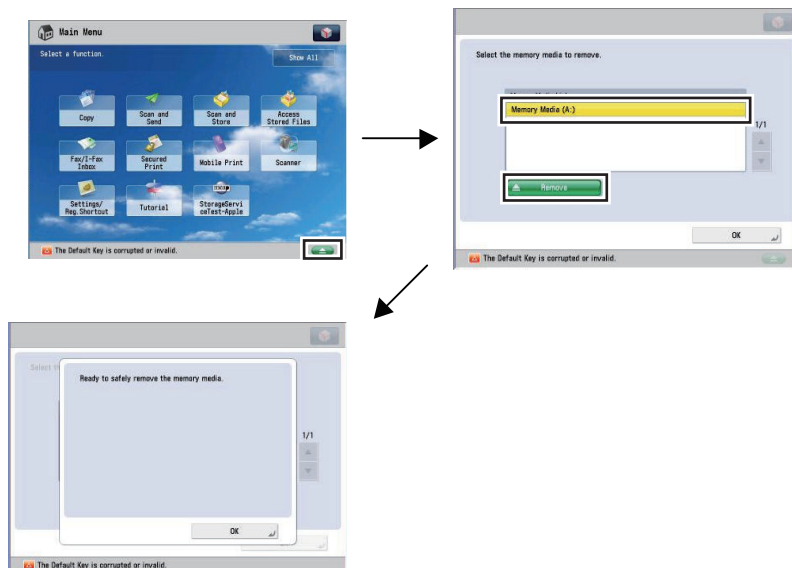 Main Menu
Select a function.
Show All
Copy
Scan and
Send
Scan and
Store
Access
Stored Files
Fax/I-Fax
Inbox
Secured
Print
Mobile Print
Scanner
Settings/
Reg.Shortcut
Tutorial
StorageServi
ceTest-Apple
The Default Key is corrupted or invalid.
Select the memory media to remove.
Memory Media (A:)
1/1
Remove
OK
The Default Key is corrupted or invalid.
Select
Ready to safely remove the memory media.
1/1
OK
The Default Key is corrupted or invalid.